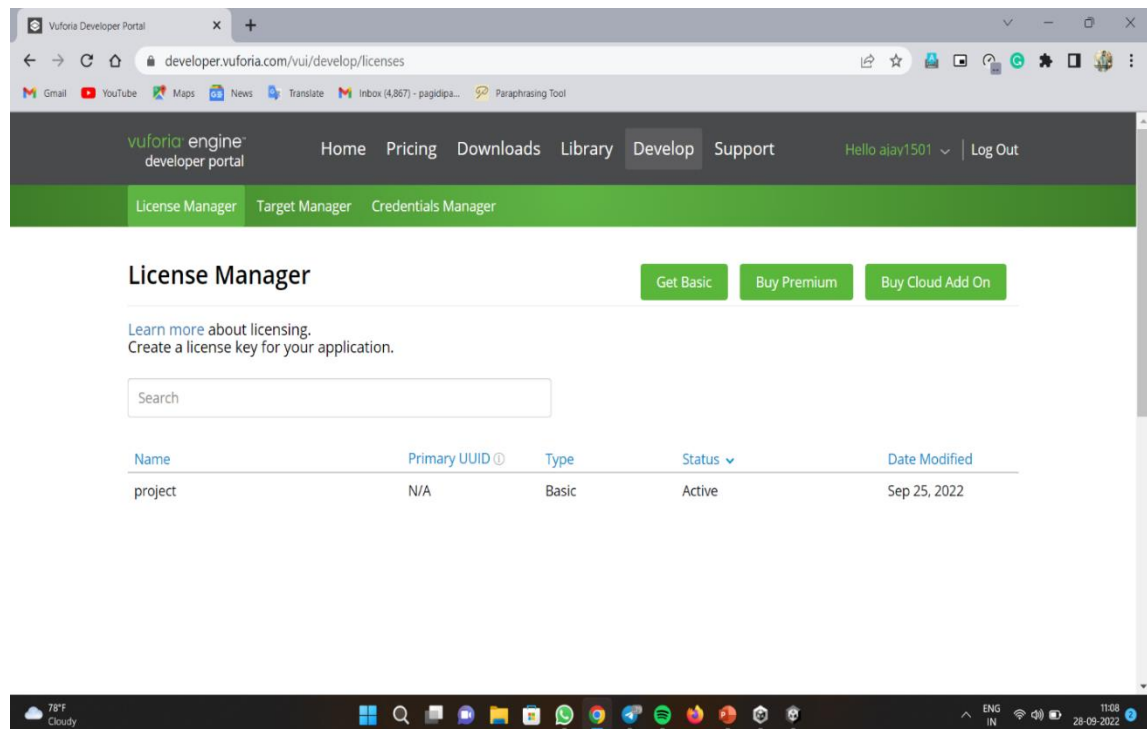 Vuforia Developer Portal
developer.vuforia.com/vui/develop/licenses
Gmail YouTube Maps News Translate Inbox (4,867) - pagidipa... Paraphrasing Tool
vuforia engine™
developer portal
Home Pricing Downloads Library Develop Support Hello ajay1501 | Log Out
License Manager Target Manager Credentials Manager
License Manager
Get Basic Buy Premium Buy Cloud Add On
Learn more about licensing.
Create a license key for your application.
Search
Name Primary UUID Type Status Date Modified
project N/A Basic Active Sep 25, 2022
78°F
Cloudy
ENG
IN
11:08
28-09-2022
2